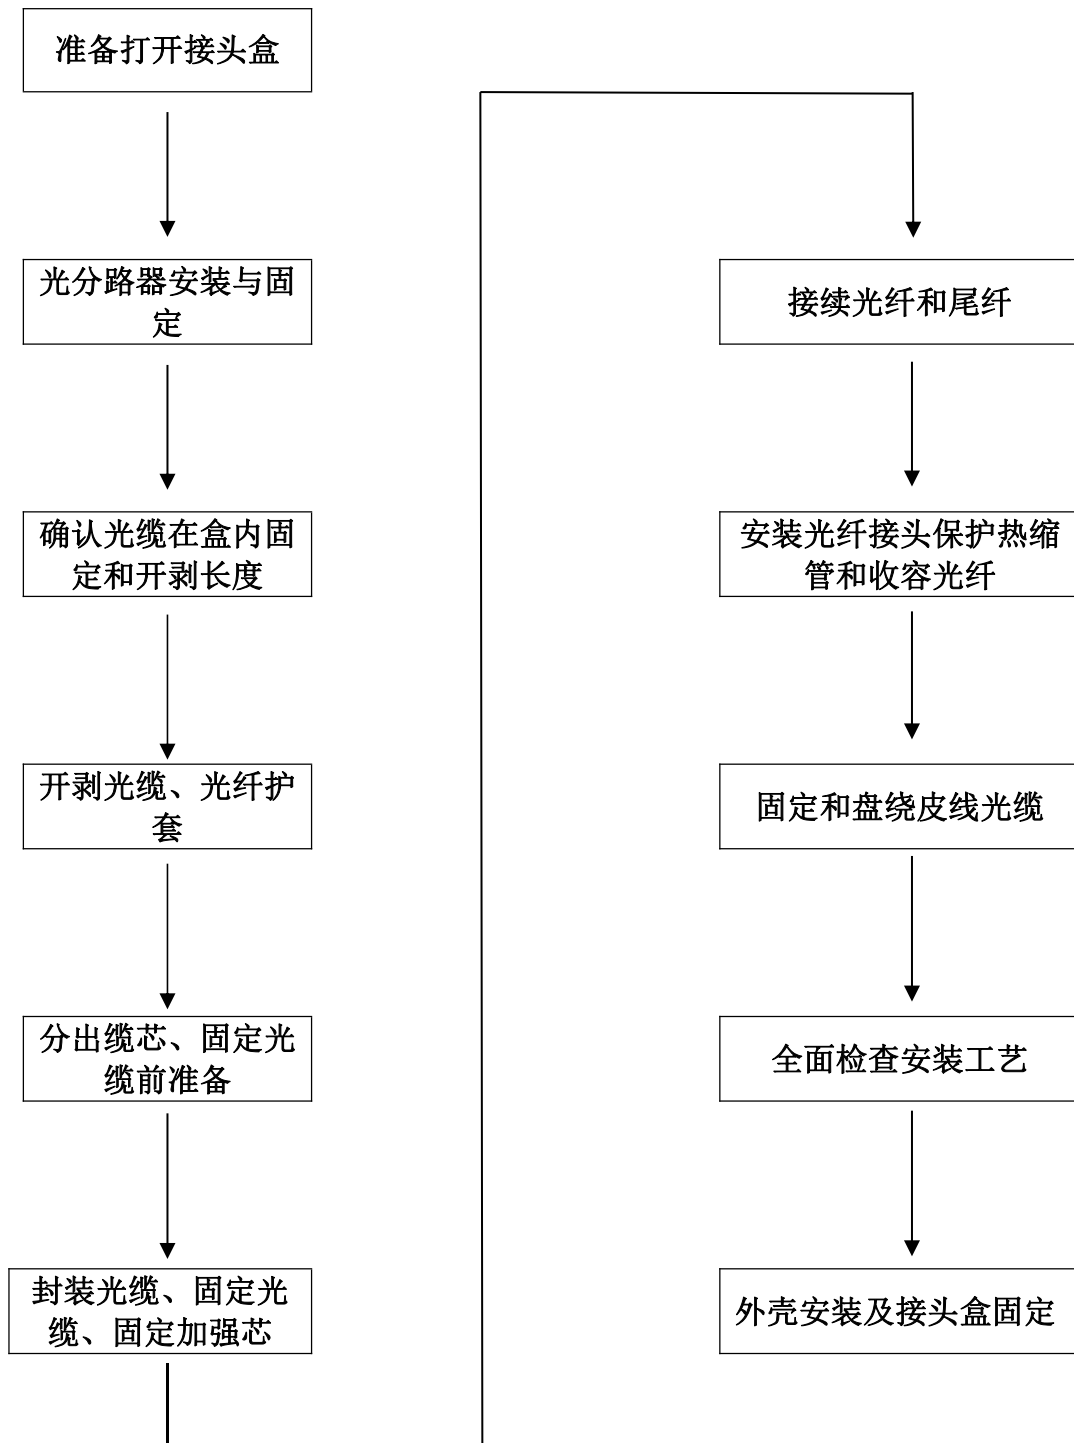 准备打开接头盒
光分路器安装与固
定
确认光缆在盒内固
定和开剥长度
开剥光缆、光纤护
套
分出缆芯、固定光
缆前准备
封装光缆、固定光
缆、固定加强芯
接续光纤和尾纤
安装光纤接头保护热缩
管和收容光纤
固定和盘绕皮线光缆
全面检查安装工艺
外壳安装及接头盒固定